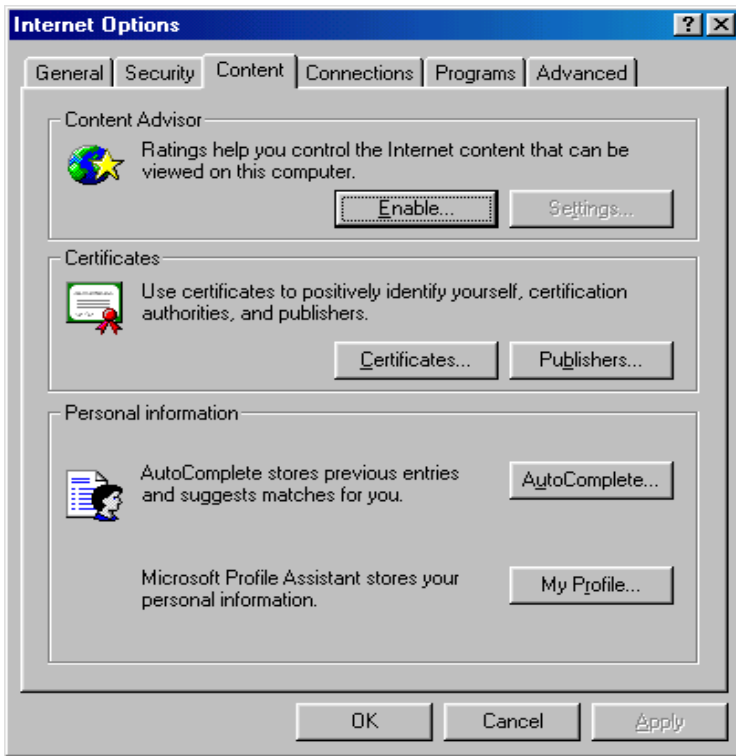 Internet Options
General Security Content Connections Programs Advanced
Content Advisor
Ratings help you control the Internet content that can be
viewed on this computer.
Enable... Settings...
Certificates
Use certificates to positively identify yourself, certification
authorities, and publishers.
Certificates... Publishers...
Personal information
AutoComplete stores previous entries
and suggests matches for you.
AutoComplete...
Microsoft Profile Assistant stores your
personal information.
My Profile...
OK Cancel Apply